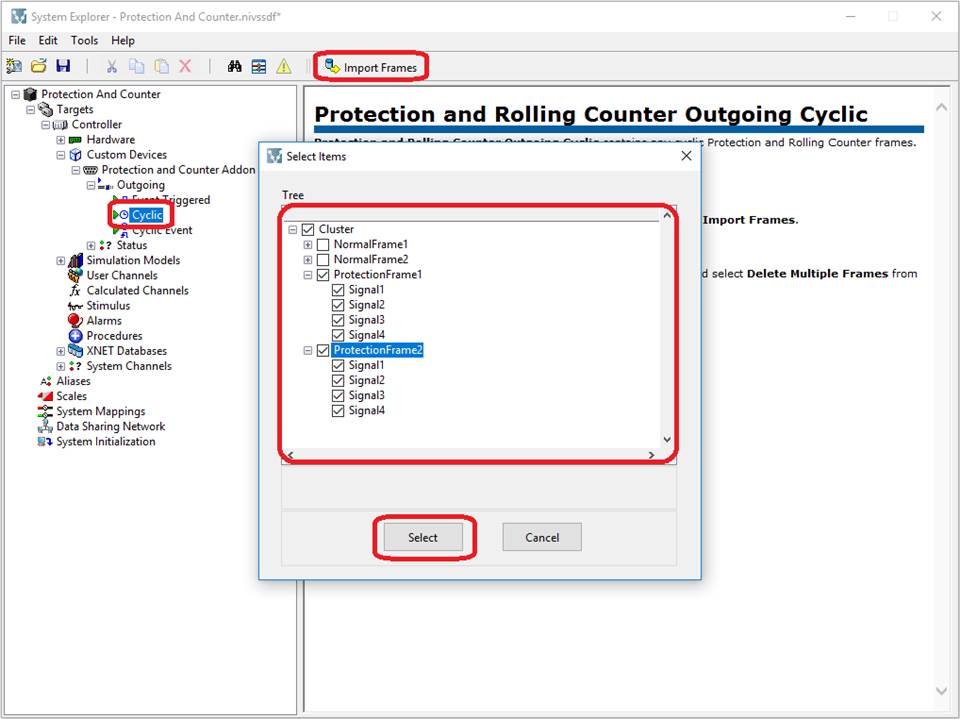 System Explorer - Protection And Counter.nivssdf*
File Edit Tools Help
Import Frames
Protection And Counter
Targets
Controller
Hardware
Custom Devices
Protection and Counter Addon
Outgoing
Event Triggered
Cyclic
Cyclic Event
Status
Simulation Models
User Channels
Calculated Channels
Stimulus
Alarms
Procedures
XNET Databases
System Channels
Aliases
Scales
System Mappings
Data Sharing Network
System Initialization
Protection and Rolling Counter Outgoing Cyclic
Protection and Rolling Counter Outgoing Cyclic contains any cyclic Protection and Rolling Counter frames.
Import Frames.
d select Delete Multiple Frames from
Select Items
Tree
Cluster
NormalFrame1
NormalFrame2
ProtectionFrame1
Signal1
Signal2
Signal3
Signal4
ProtectionFrame2
Signal1
Signal2
Signal3
Signal4
Select Cancel